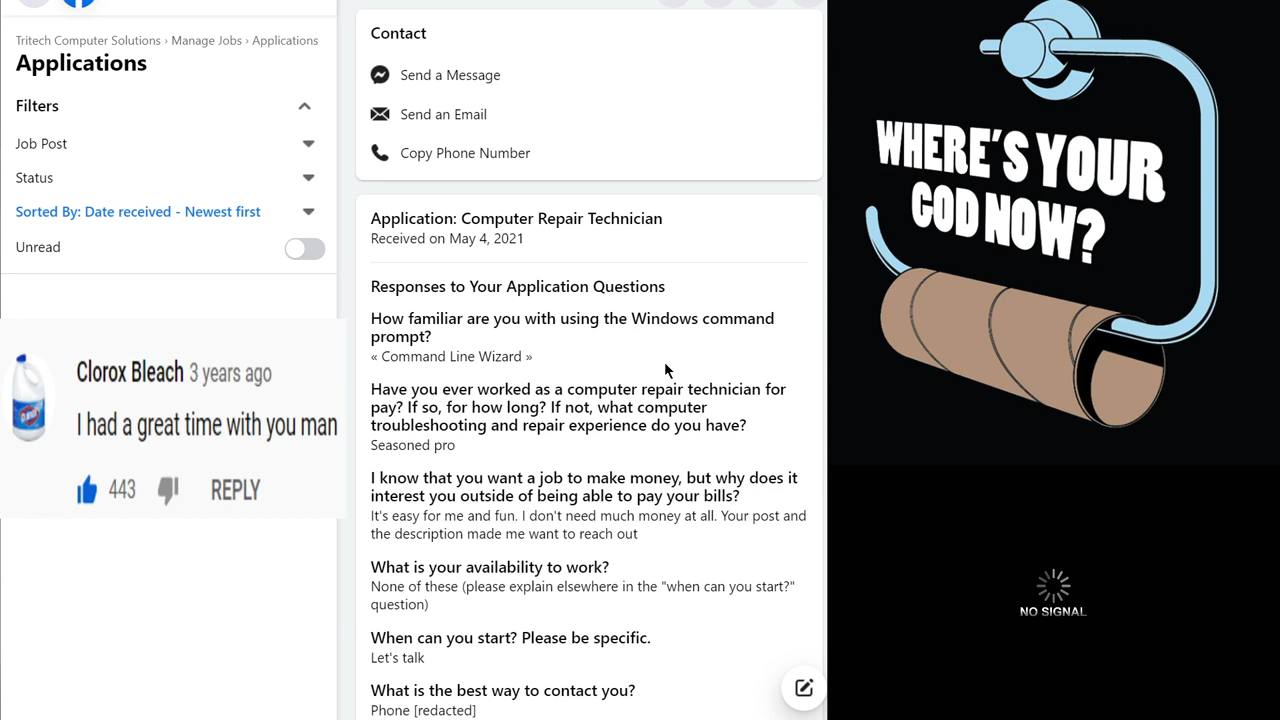 Tritech Computer Solutions › Manage Jobs › Applications
Applications
Filters
Job Post
Status
Sorted By: Date received - Newest first
Unread
Clorox Bleach 3 years ago
I had a great time with you man
443 REPLY
Contact
Send a Message
Send an Email
Copy Phone Number
Application: Computer Repair Technician
Received on May 4, 2021
Responses to Your Application Questions
How familiar are you with using the Windows command
prompt?
« Command Line Wizard »
Have you ever worked as a computer repair technician for
pay? If so, for how long? If not, what computer
troubleshooting and repair experience do you have?
Seasoned pro
I know that you want a job to make money, but why does it
interest you outside of being able to pay your bills?
It's easy for me and fun. I don't need much money at all. Your post and
the description made me want to reach out
What is your availability to work?
None of these (please explain elsewhere in the "when can you start?"
question)
When can you start? Please be specific.
Let's talk
What is the best way to contact you?
Phone [redacted]
WHERE'S YOUR
GOD NOW?
NO SIGNAL